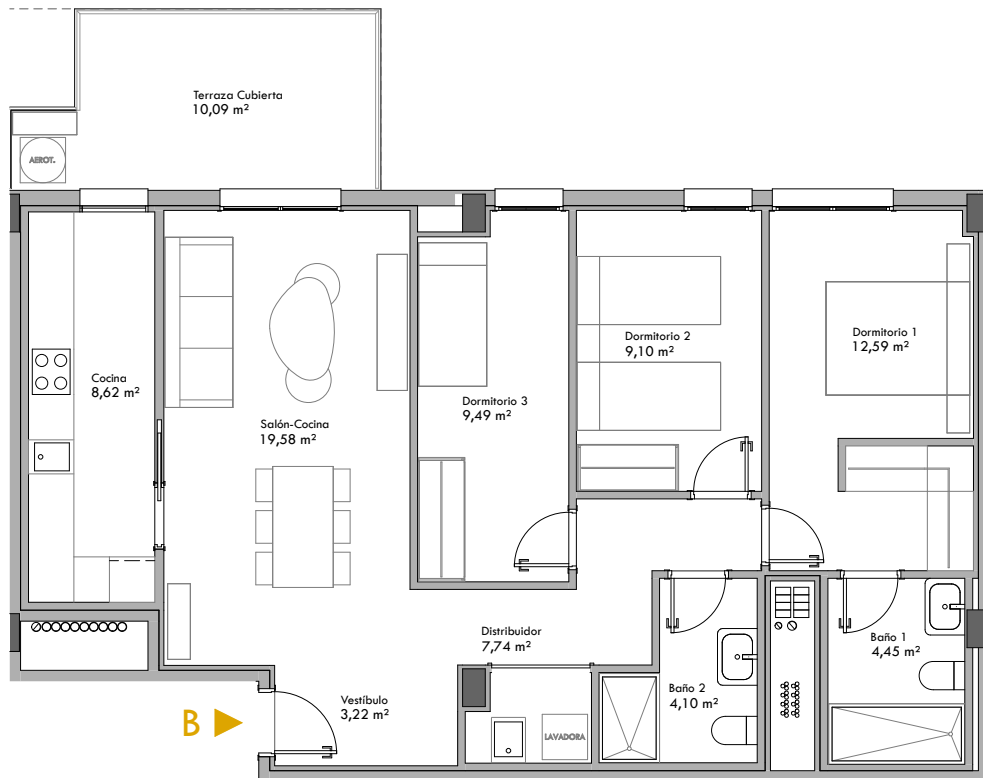 Terraza Cubierta
10,09 m²
AEROT.
Dormitorio 1
12,59 m²
Dormitorio 2
9,10 m²
Cocina
8,62 m²
Dormitorio 3
9,49 m²
Salón-Cocina
19,58 m²
Distribuidor
7,74 m²
Baño 1
4,45 m²
Baño 2
4,10 m²
Vestíbulo
3,22 m²
B
LAVADORA